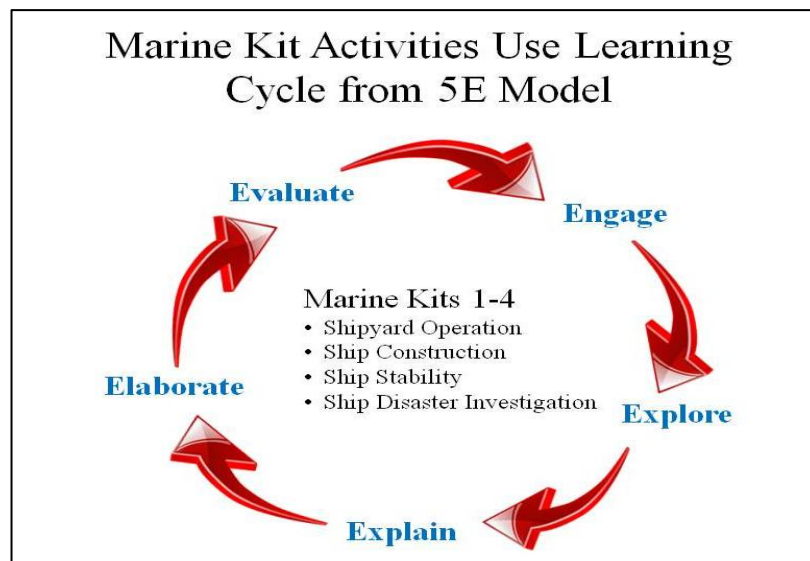 Marine Kit Activities Use Learning
Cycle from 5E Model
Evaluate
Engage
Marine Kits 1-4
• Shipyard Operation
• Ship Construction
• Ship Stability
• Ship Disaster Investigation
Elaborate
Explore
Explain